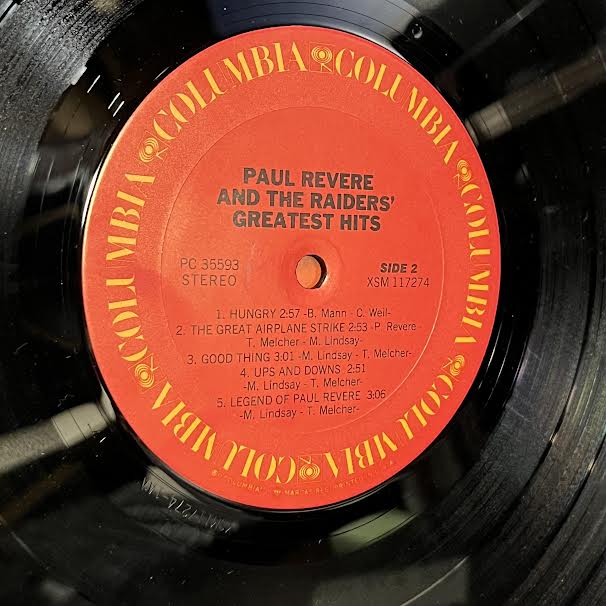 COLUMBIA COLUMBIA COLUMBIA COLUMBIA COLUMBIA COLUMBIA
PAUL REVERE
AND THE RAIDERS'
GREATEST HITS
PC 35593
STEREO
SIDE 2
XSM 117274
1. HUNGRY 2:57 -B. Mann - C. Weil-
2. THE GREAT AIRPLANE STRIKE 2:53 -P. Revere-
T. Melcher - M. Lindsay-
3. GOOD THING 3:01 -M. Lindsay - T. Melcher-
4. UPS AND DOWNS 2:51
-M. Lindsay - T. Melcher-
5. LEGEND OF PAUL REVERE 3:06
-M. Lindsay - T. Melcher-